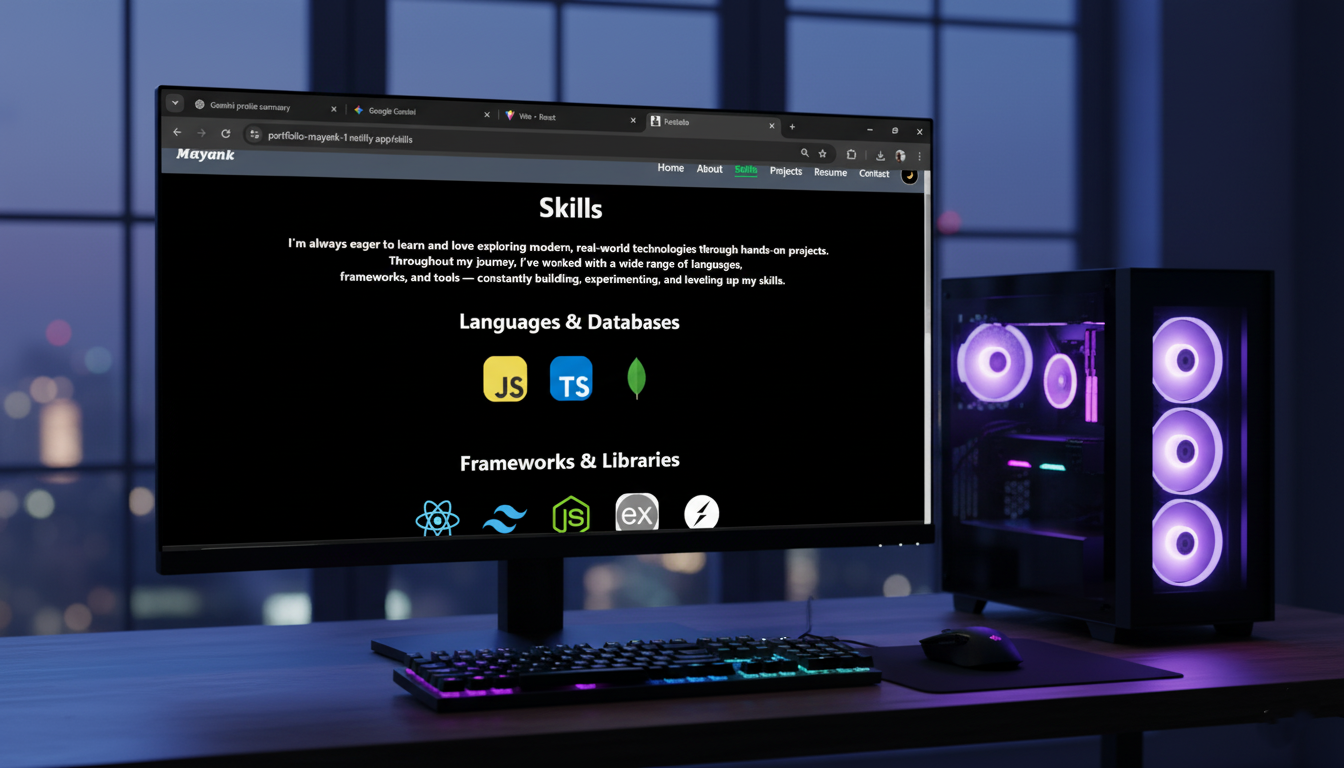 Gemini profile summary
Google
Vite + React
portfolio-mayank-1 netlify app/skills
Mayank
Home About Skills Projects Resume Contact
Skills
I'm always eager to learn and love exploring modern, real-world technologies through hands-on projects.
Throughout my journey, I've worked with a wide range of languages,
frameworks, and tools — constantly building, experimenting, and leveling up my skills.
Languages & Databases
JS TS
Frameworks & Libraries
JS ex